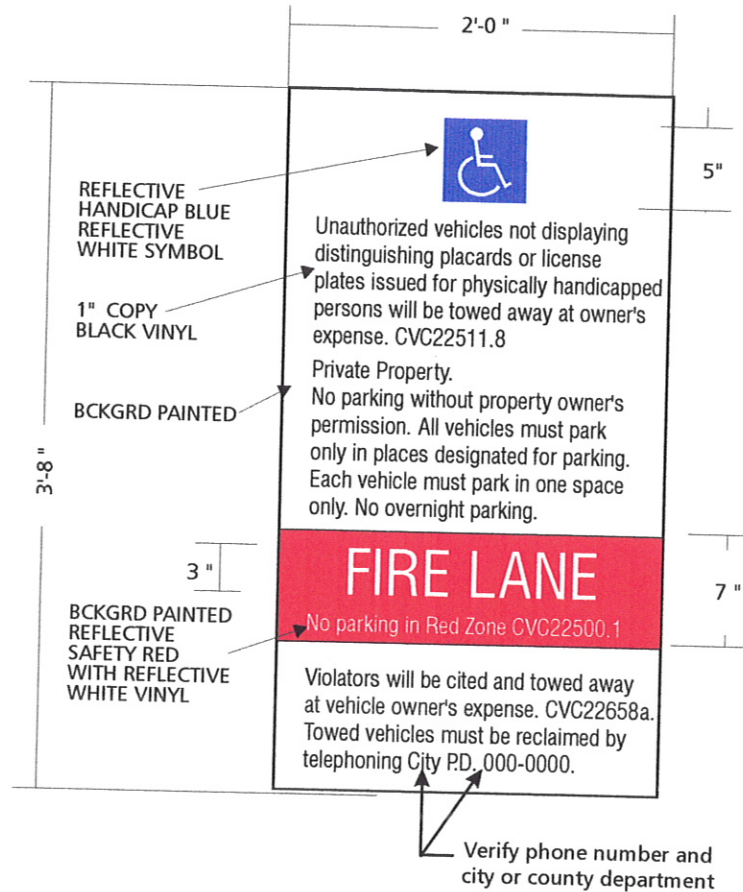 2'-0 "
5"
REFLECTIVE
HANDICAP BLUE
REFLECTIVE
WHITE SYMBOL
Unauthorized vehicles not displaying
distinguishing placards or license
plates issued for physically handicapped
persons will be towed away at owner's
expense. CVC22511.8
1" COPY
BLACK VINYL
Private Property.
No parking without property owner's
permission. All vehicles must park
only in places designated for parking.
Each vehicle must park in one space
only. No overnight parking.
BCKGRD PAINTED
3'-8 "
3 "
FIRE LANE
No parking in Red Zone CVC22500.1
7 "
BCKGRD PAINTED
REFLECTIVE
SAFETY RED
WITH REFLECTIVE
WHITE VINYL
Violators will be cited and towed away
at vehicle owner's expense. CVC22658a.
Towed vehicles must be reclaimed by
telephoning City P.D. 000-0000.
Verify phone number and
city or county department